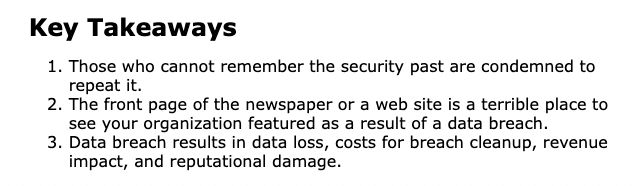 Key Takeaways
1. Those who cannot remember the security past are condemned to
repeat it.
2. The front page of the newspaper or a web site is a terrible place to
see your organization featured as a result of a data breach.
3. Data breach results in data loss, costs for breach cleanup, revenue
impact, and reputational damage.